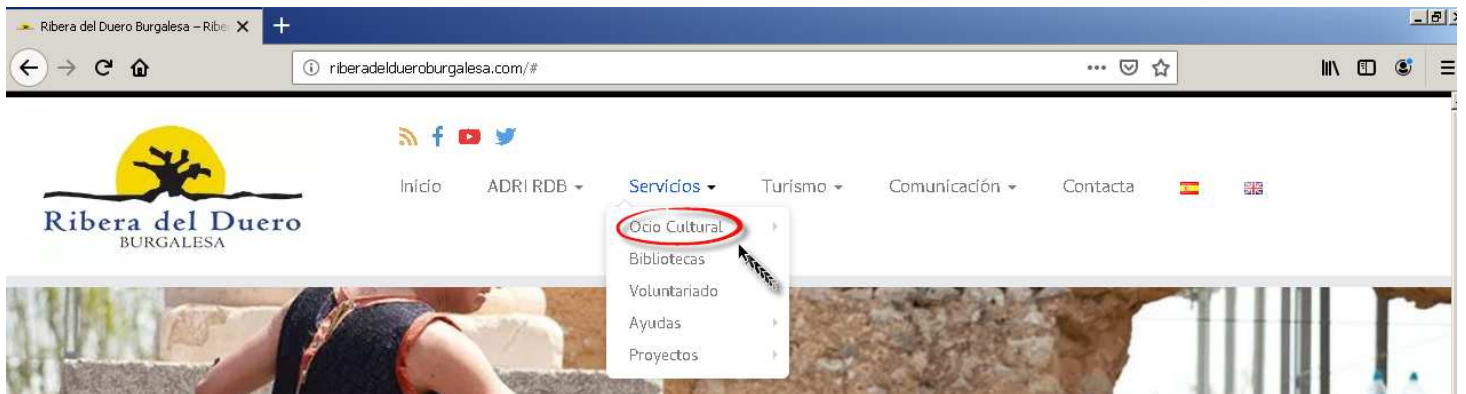 Ribera del Duero Burgalesa – Ribe
riberadeldueroburgalesa.com/#
Ribera del Duero
BURGALESA
Inicio ADRI RDB Servicios Turismo Comunicación Contacta
Ocio Cultural
Bibliotecas
Voluntariado
Ayudas
Proyectos